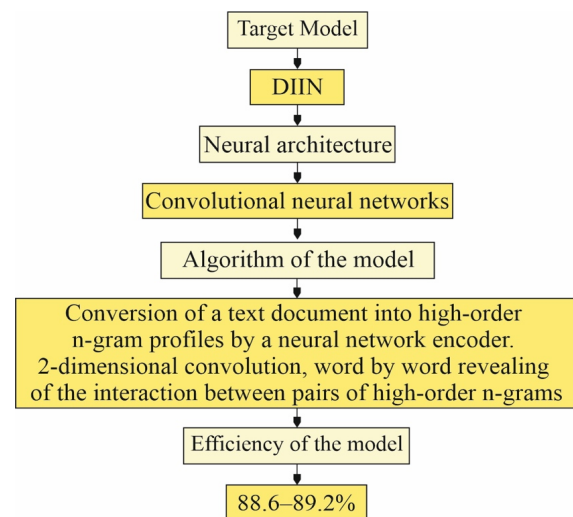 Target Model
DIIN
Neural architecture
Convolutional neural networks
Algorithm of the model
Conversion of a text document into high-order
n-gram profiles by a neural network encoder.
2-dimensional convolution, word by word revealing
of the interaction between pairs of high-order n-grams
Efficiency of the model
88.6–89.2%